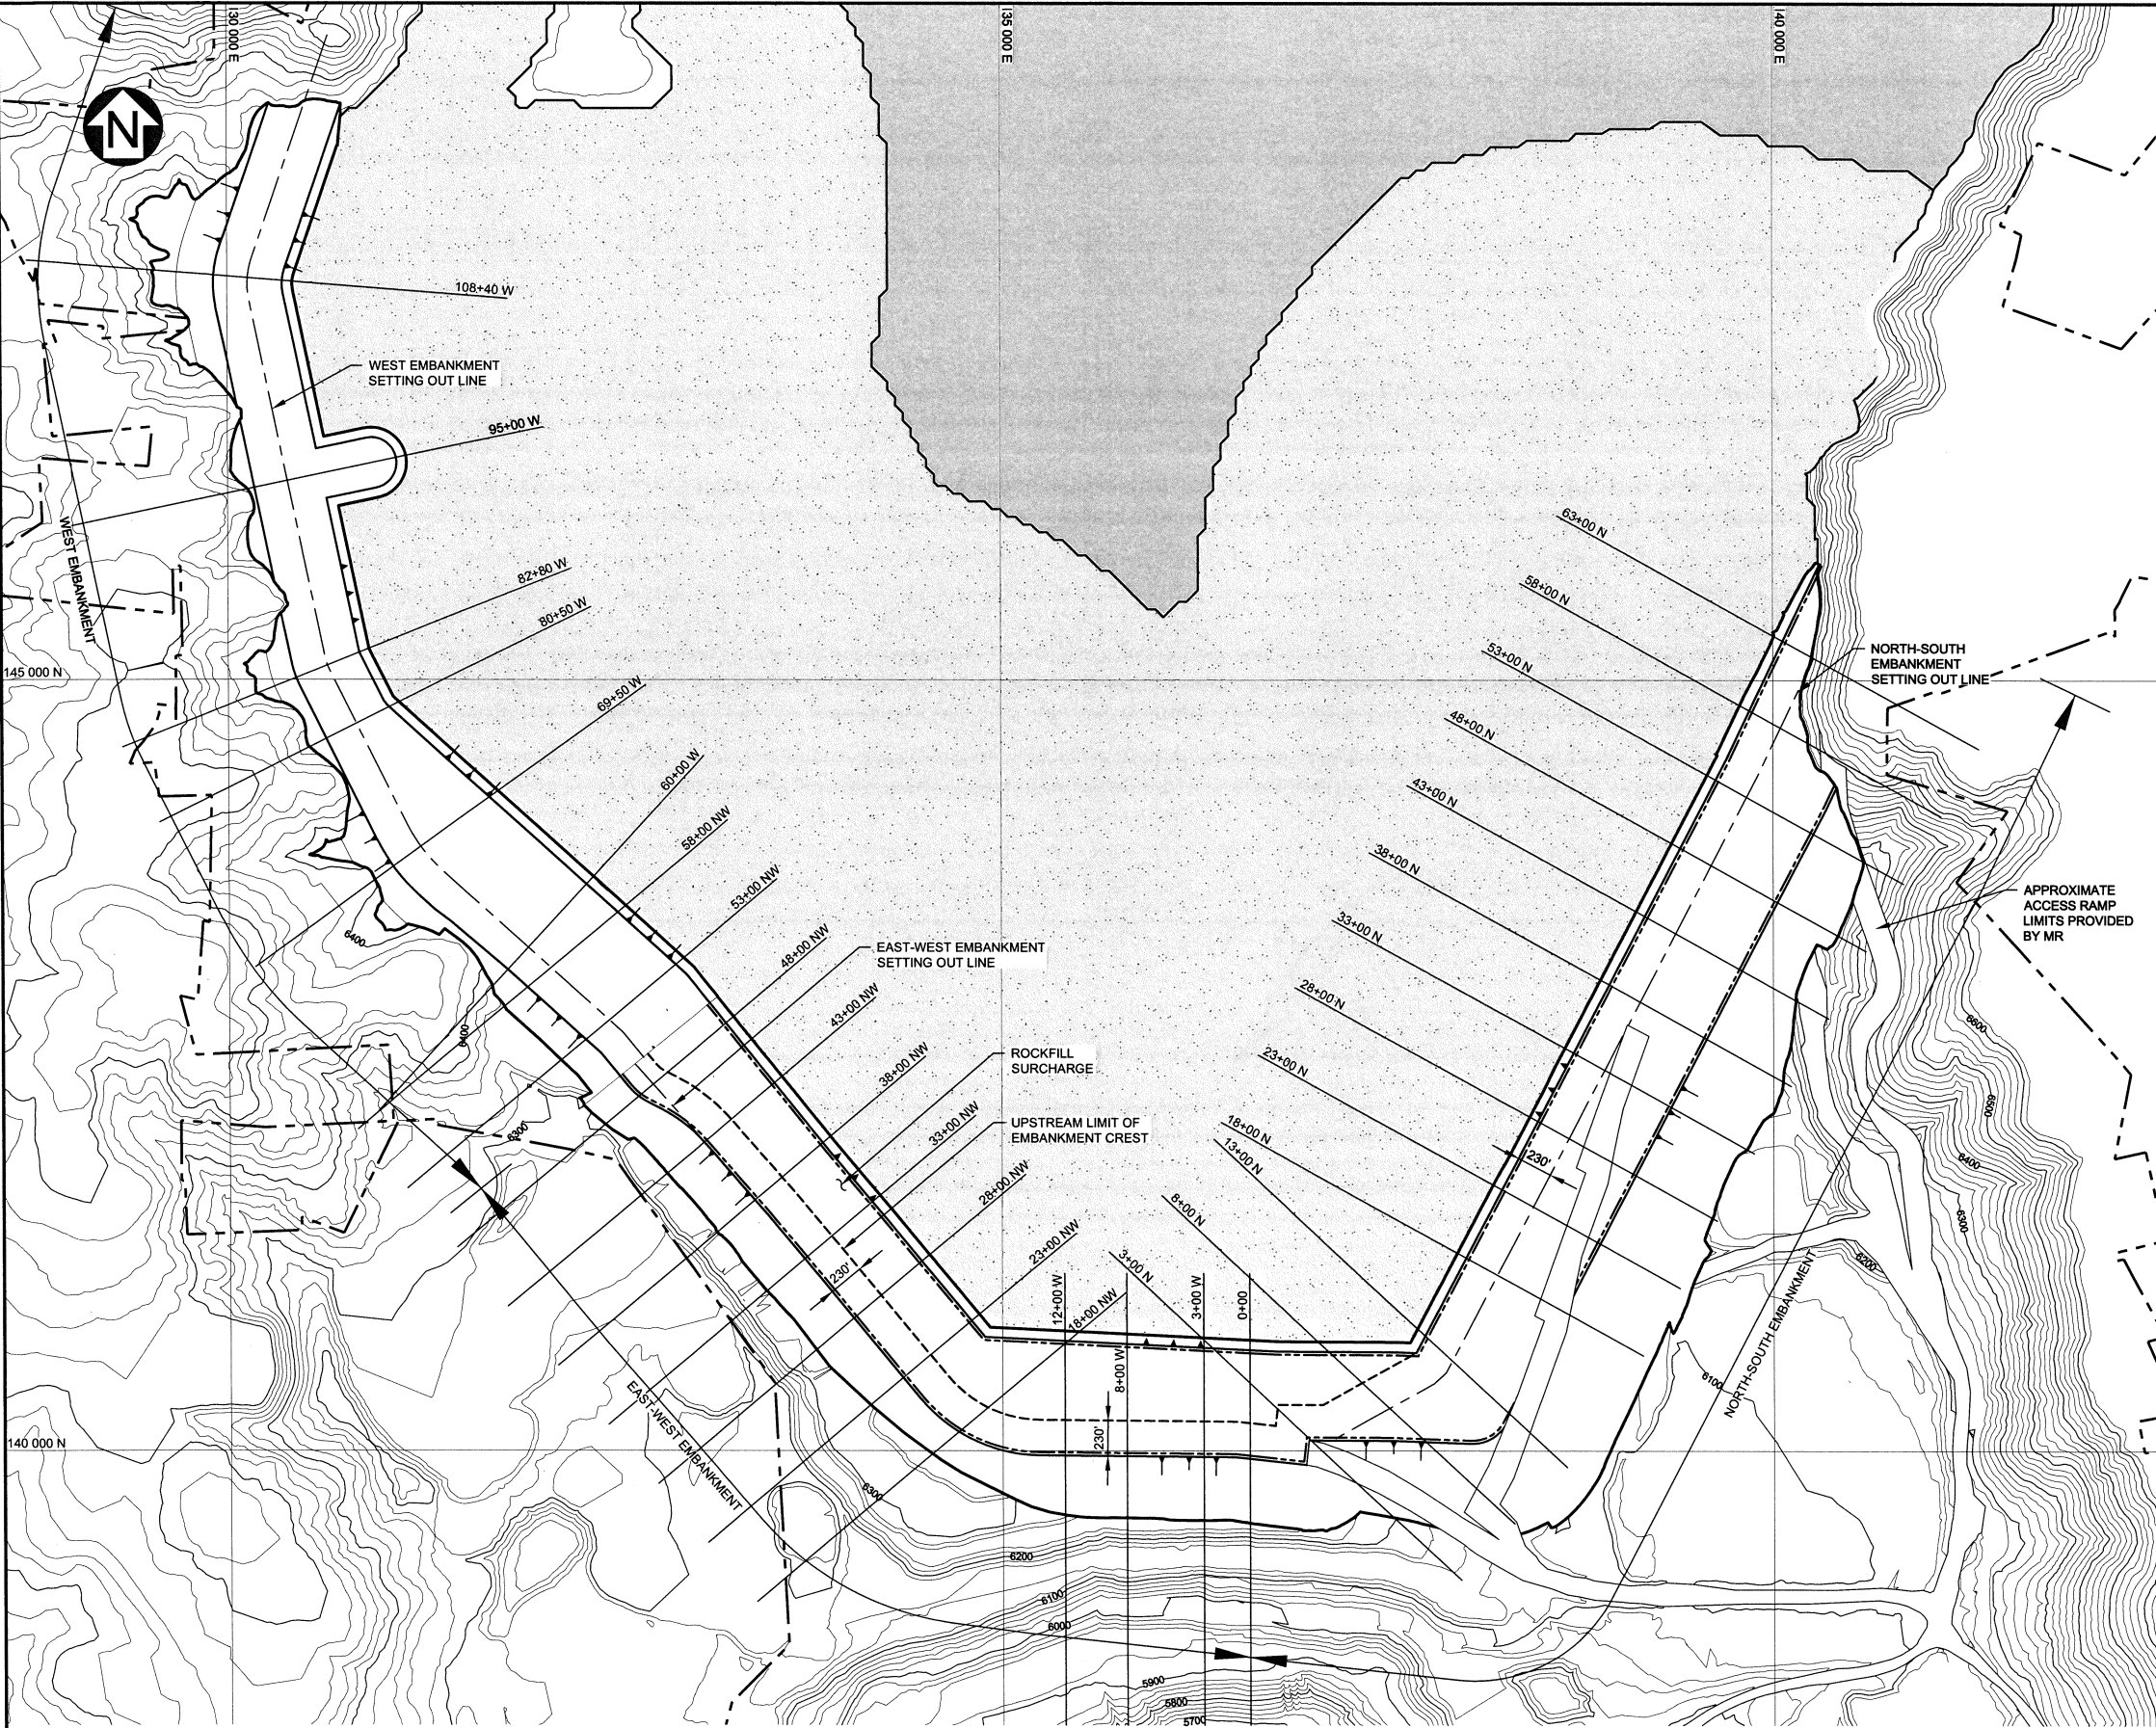 130 000 E
135 000 E
140 000 E
N
108+40 W
WEST EMBANKMENT
SETTING OUT LINE
95+00 W
WEST EMBANKMENT
82+80 W
80+50 W
145 000 N
69+50 W
60+00 W
58+00 NW
53+00 NW
48+00 NW
43+00 NW
38+00 NW
33+00 NW
28+00 NW
23+00 NW
18+00 NW
EAST-WEST EMBANKMENT
SETTING OUT LINE
ROCKFILL
SURCHARGE
UPSTREAM LIMIT OF
EMBANKMENT CREST
63+00 N
58+00 N
53+00 N
48+00 N
43+00 N
38+00 N
33+00 N
28+00 N
23+00 N
18+00 N
13+00 N
8+00 N
3+00 N
12+00 W
8+00 W
3+00 W
0+00
NORTH-SOUTH
EMBANKMENT
SETTING OUT LINE
APPROXIMATE
ACCESS RAMP
LIMITS PROVIDED
BY MR
230'
230'
230'
6400
6400
6300
6600
6500
6400
6300
6200
6100
NORTH-SOUTH EMBANKMENT
EAST-WEST EMBANKMENT
140 000 N
6300
6200
6100
6000
5900
5800
5700